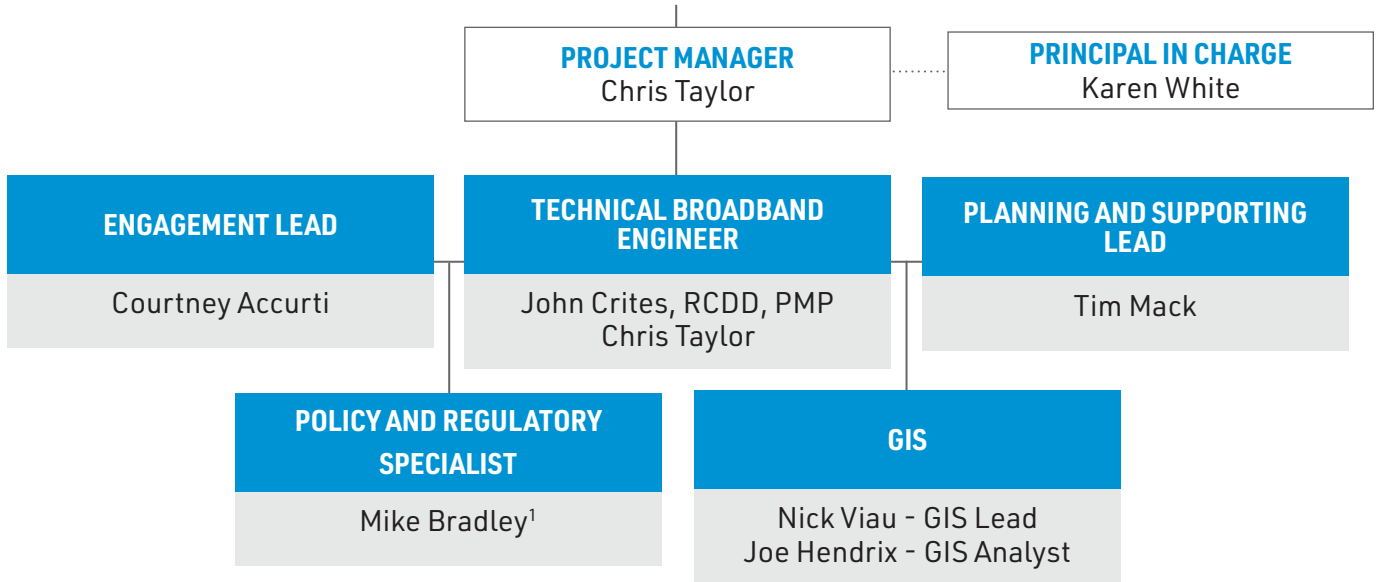 PROJECT MANAGER
Chris Taylor
PRINCIPAL IN CHARGE
Karen White
ENGAGEMENT LEAD
Courtney Accurti
TECHNICAL BROADBAND
ENGINEER
John Crites, RCDD, PMP
Chris Taylor
PLANNING AND SUPPORTING
LEAD
Tim Mack
POLICY AND REGULATORY
SPECIALIST
Mike Bradley¹
GIS
Nick Viau - GIS Lead
Joe Hendrix - GIS Analyst